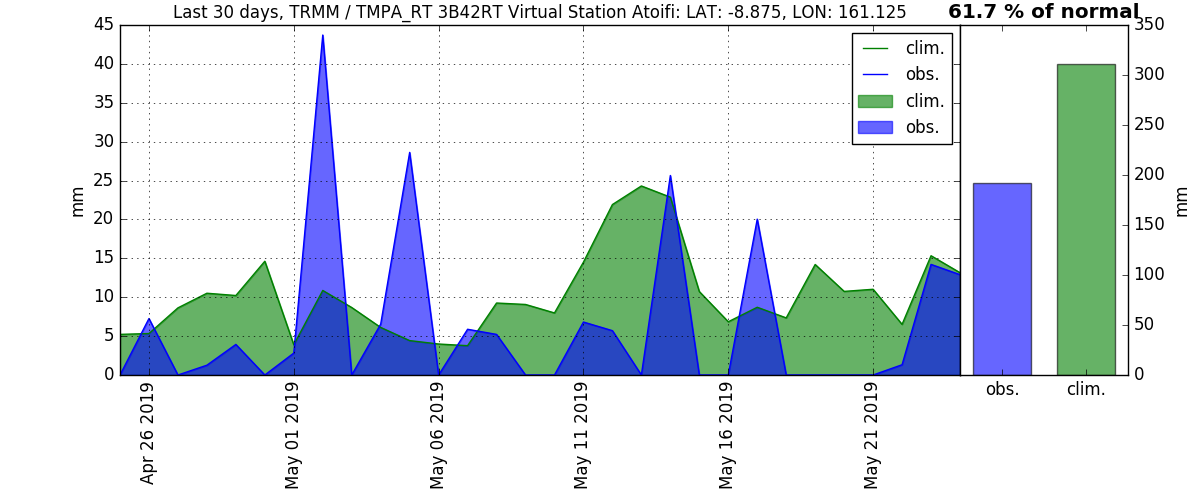 Last 30 days, TRMM / TMPA_RT 3B42RT Virtual Station Atoifi: LAT: -8.875, LON: 161.125
61.7 % of normal
45
40
35
30
25
20
15
10
5
0
mm
clim.
obs.
clim.
obs.
Apr 26 2019
May 01 2019
May 06 2019
May 11 2019
May 16 2019
May 21 2019
350
300
250
200
150
100
50
0
mm
obs.
clim.